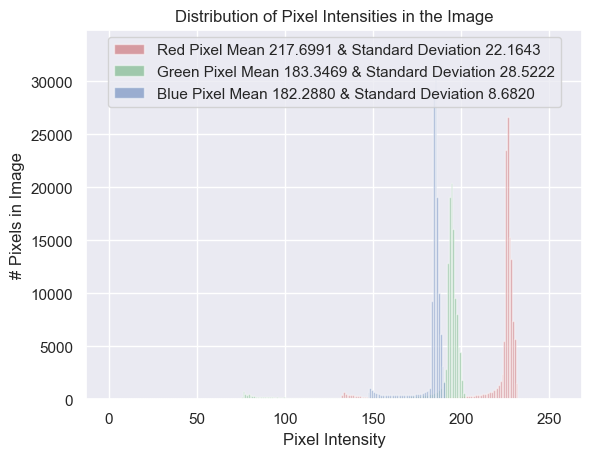 Distribution of Pixel Intensities in the Image
Red Pixel Mean 217.6991 & Standard Deviation 22.1643
Green Pixel Mean 183.3469 & Standard Deviation 28.5222
Blue Pixel Mean 182.2880 & Standard Deviation 8.6820
# Pixels in Image
30000
25000
20000
15000
10000
5000
0
0 50 100 150 200 250
Pixel Intensity